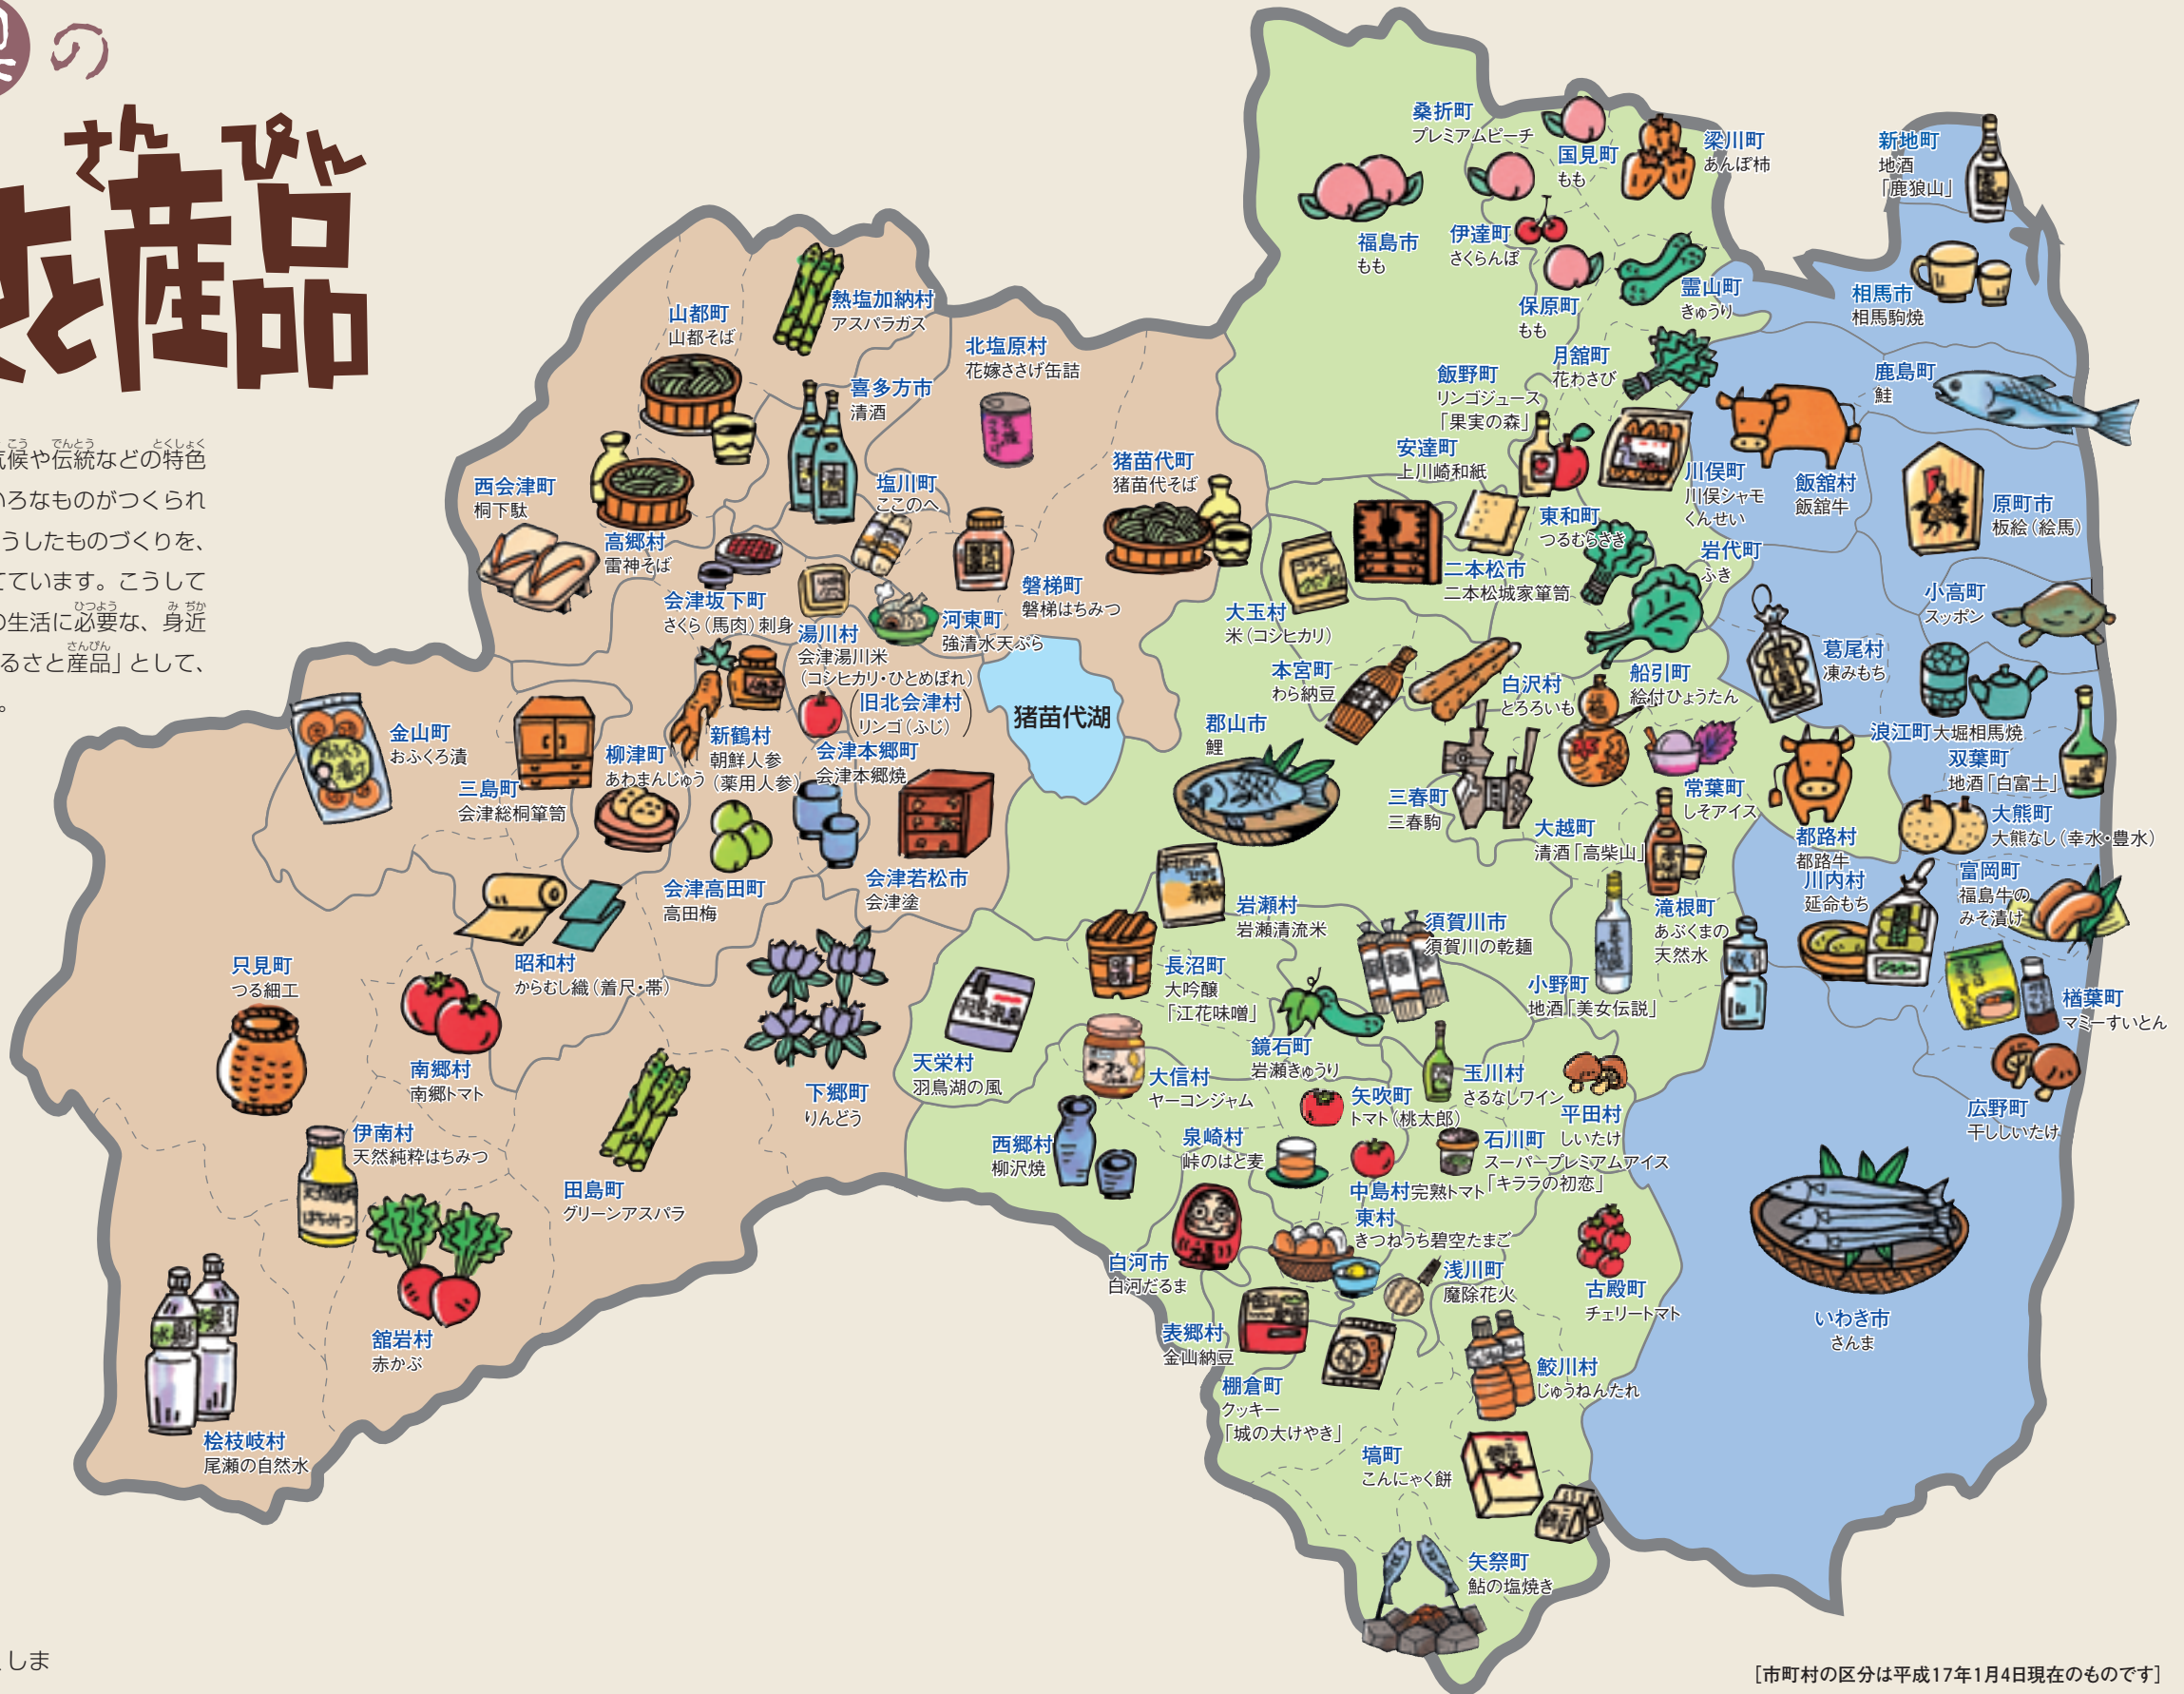 の
さん ぴん
と産品
こう でんとう とくしょく
候や伝統などの特色
ろなものがつくられ
うしたものづくりを、
ています。こうして
ひつよう み ぢか
の生活に必要な、身近
さんぴん
るさと産品」として、
。
しま
桑折町
プレミアムピーチ
国見町
もも
梁川町
あんぽ柿
新地町
地酒
「鹿狼山」
福島市
もも
伊達町
さくらんぼ
保原町
もも
霊山町
きゅうり
相馬市
相馬駒焼
月舘町
花わさび
飯野町
リンゴジュース
「果実の森」
鹿島町
鮭
安達町
上川崎和紙
川俣町
川俣シャモ
くんせい
飯舘村
飯舘牛
原町市
板絵（絵馬）
東和町
つるむらさき
岩代町
ふき
二本松市
二本松城家箪笥
小高町
スッポン
大玉村
米（コシヒカリ）
葛尾村
凍みもち
本宮町
わら納豆
白沢村
とろろいも
船引町
絵付ひょうたん
浪江町大堀相馬焼
双葉町
地酒「白富士」
郡山市
鯉
三春町
三春駒
常葉町
しそアイス
大越町
清酒「高柴山」
都路村
都路牛
大熊町
大熊なし（幸水・豊水）
川内村
延命もち
富岡町
福島牛の
みそ漬け
滝根町
あぶくまの
天然水
岩瀬村
岩瀬清流米
須賀川市
須賀川の乾麺
小野町
地酒「美女伝説」
楢葉町
マミーすいとん
長沼町
大吟醸
「江花味噌」
鏡石町
岩瀬きゅうり
天栄村
羽鳥湖の風
大信村
ヤーコンジャム
矢吹町
トマト（桃太郎）
玉川村
さるなしワイン
平田村
しいたけ
広野町
干ししいたけ
西郷村
柳沢焼
泉崎村
峠のはと麦
石川町
スーパープレミアムアイス
「キララの初恋」
中島村完熟トマト
東村
きつねうち碧空たまご
白河市
白河だるま
浅川町
魔除花火
古殿町
チェリートマト
いわき市
さんま
表郷村
金山納豆
棚倉町
クッキー
「城の大けやき」
鮫川村
じゅうねんたれ
塙町
こんにゃく餅
矢祭町
鮎の塩焼き
山都町
山都そば
熱塩加納村
アスパラガス
北塩原村
花嫁ささげ缶詰
喜多方市
清酒
猪苗代町
猪苗代そば
西会津町
桐下駄
塩川町
ここのへ
高郷村
雷神そば
磐梯町
磐梯はちみつ
会津坂下町
さくら（馬肉）刺身
湯川村
会津湯川米
（コシヒカリ・ひとめぼれ）
河東町
強清水天ぷら
旧北会津村
リンゴ（ふじ）
猪苗代湖
金山町
おふくろ漬
おふくろ漬け
三島町
会津総桐箪笥
柳津町
あわまんじゅう
新鶴村
朝鮮人参
（薬用人参）
会津本郷町
会津本郷焼
会津高田町
高田梅
会津若松市
会津塗
昭和村
からむし織（着尺・帯）
只見町
つる細工
南郷村
南郷トマト
下郷町
りんどう
伊南村
天然純粋はちみつ
はちみつ
田島町
グリーンアスパラ
舘岩村
赤かぶ
桧枝岐村
尾瀬の自然水
［市町村の区分は平成17年1月4日現在のものです］